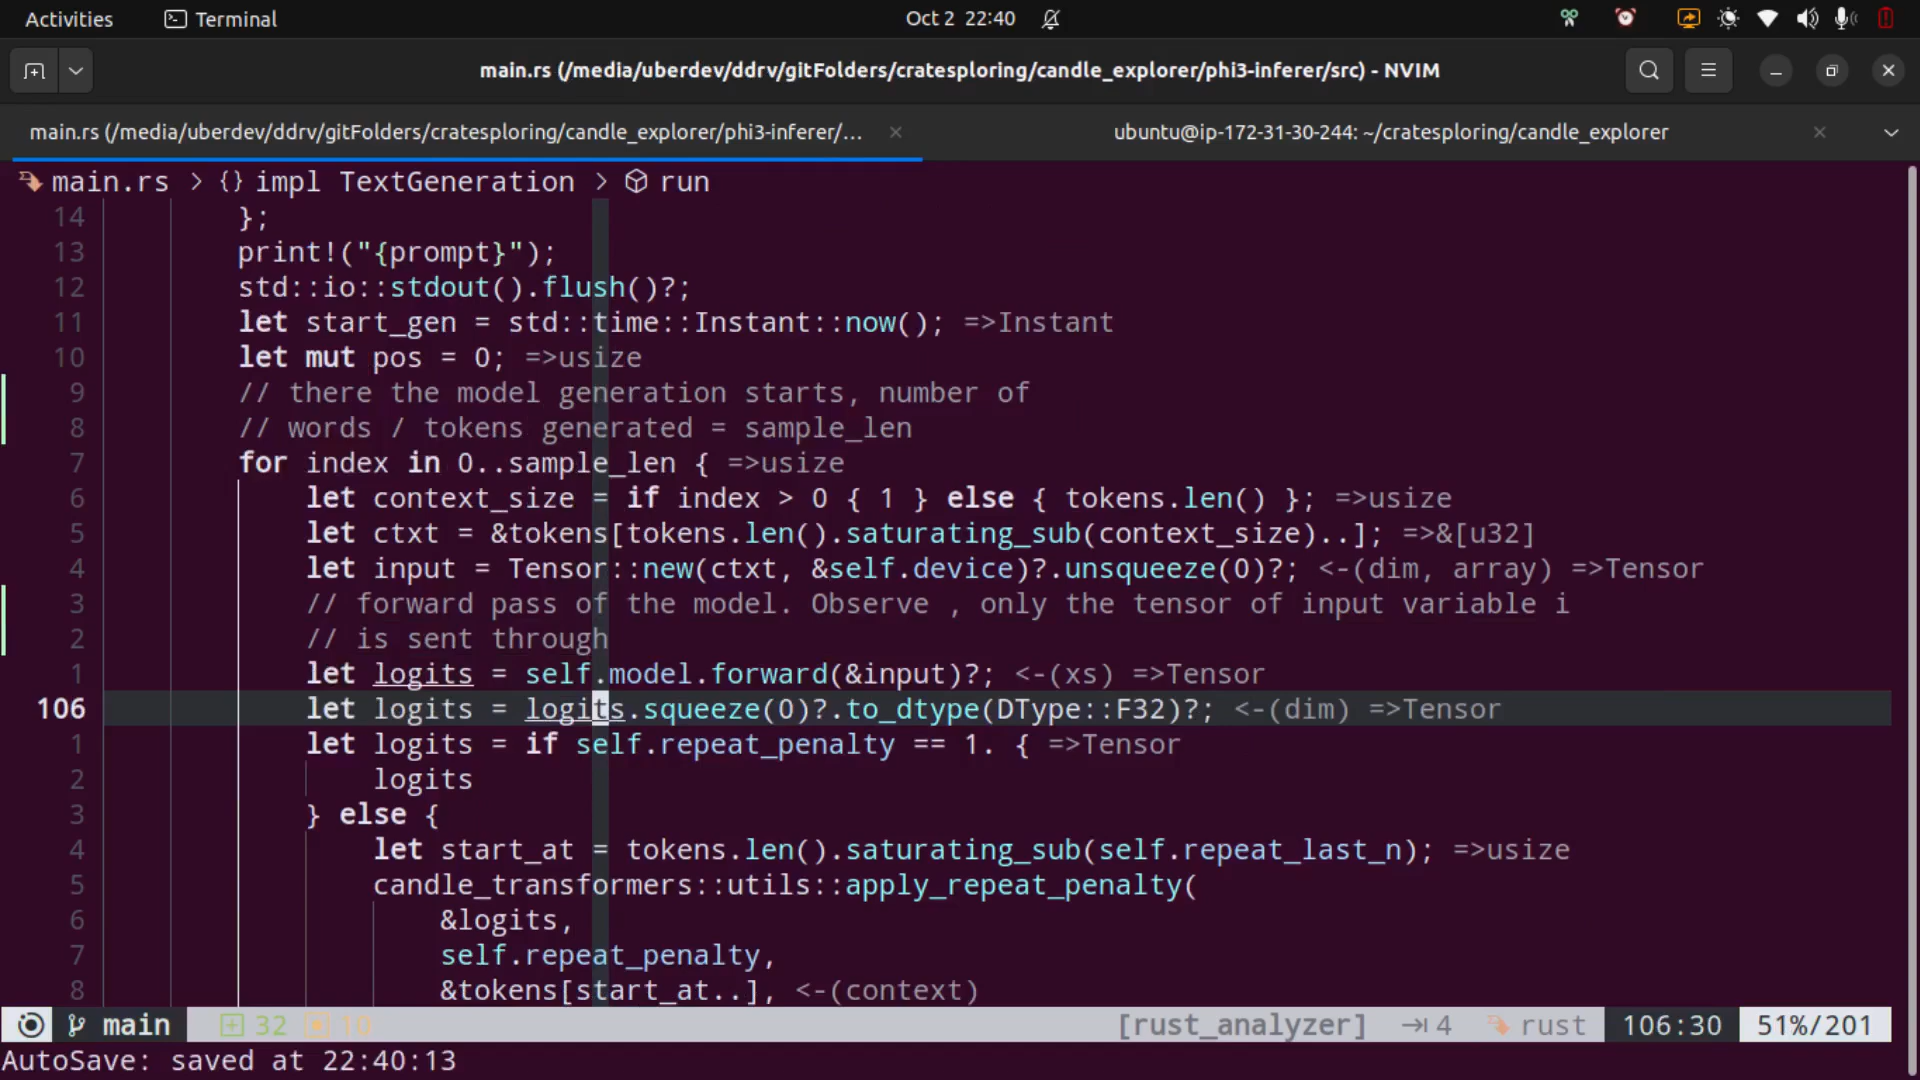 Activities Terminal Oct 2 22:40
main.rs (/media/uberdev/ddrv/gitFolders/cratesploring/candle_explorer/phi3-inferer/src) - NVIM
main.rs (/media/uberdev/ddrv/gitFolders/cratesploring/candle_explorer/phi3-inferer/... ubuntu@ip-172-31-30-244: ~/cratesploring/candle_explorer
main.rs > {} impl TextGeneration > run
14 };
13 print!("{prompt}");
12 std::io::stdout().flush()?;
11 let start_gen = std::time::Instant::now(); =>Instant
10 let mut pos = 0; =>usize
9 // there the model generation starts, number of
8 // words / tokens generated = sample_len
7 for index in 0..sample_len { =>usize
6 let context_size = if index > 0 { 1 } else { tokens.len() }; =>usize
5 let ctxt = &tokens[tokens.len().saturating_sub(context_size)..]; =>&[u32]
4 let input = Tensor::new(ctxt, &self.device)?.unsqueeze(0)?; <-(dim, array) =>Tensor
3 // forward pass of the model. Observe , only the tensor of input variable i
2 // is sent through
1 let logits = self.model.forward(&input)?; <-(xs) =>Tensor
106 let logits = logits.squeeze(0)?.to_dtype(DType::F32)?; <-(dim) =>Tensor
1 let logits = if self.repeat_penalty == 1. { =>Tensor
2 logits
3 } else {
4 let start_at = tokens.len().saturating_sub(self.repeat_last_n); =>usize
5 candle_transformers::utils::apply_repeat_penalty(
6 &logits,
7 self.repeat_penalty,
8 &tokens[start_at..], <-(context)
main 32 10 [rust_analyzer] 4 rust 106:30 51%/201
AutoSave: saved at 22:40:13